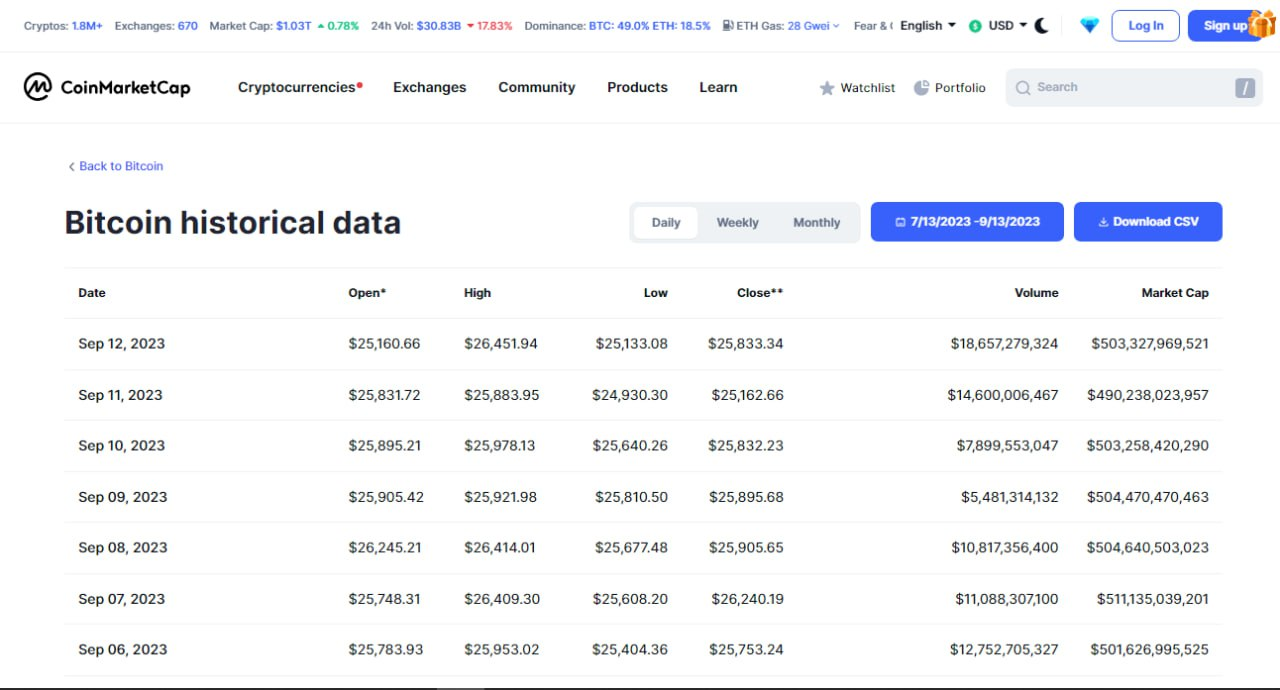 Cryptos: 1.8M+ Exchanges: 670 Market Cap: $1.03T 0.78% 24h Vol: $30.83B 17.83% Dominance: BTC: 49.0% ETH: 18.5% ETH Gas: 28 Gwei Fear & English USD Log In Sign up
CoinMarketCap Cryptocurrencies Exchanges Community Products Learn Watchlist Portfolio Search /
Back to Bitcoin
Bitcoin historical data Daily Weekly Monthly 7/13/2023 -9/13/2023 Download CSV
Date Open* High Low Close** Volume Market Cap
Sep 12, 2023 $25,160.66 $26,451.94 $25,133.08 $25,833.34 $18,657,279,324 $503,327,969,521
Sep 11, 2023 $25,831.72 $25,883.95 $24,930.30 $25,162.66 $14,600,006,467 $490,238,023,957
Sep 10, 2023 $25,895.21 $25,978.13 $25,640.26 $25,832.23 $7,899,553,047 $503,258,420,290
Sep 09, 2023 $25,905.42 $25,921.98 $25,810.50 $25,895.68 $5,481,314,132 $504,470,470,463
Sep 08, 2023 $26,245.21 $26,414.01 $25,677.48 $25,905.65 $10,817,356,400 $504,640,503,023
Sep 07, 2023 $25,748.31 $26,409.30 $25,608.20 $26,240.19 $11,088,307,100 $511,135,039,201
Sep 06, 2023 $25,783.93 $25,953.02 $25,404.36 $25,753.24 $12,752,705,327 $501,626,995,525